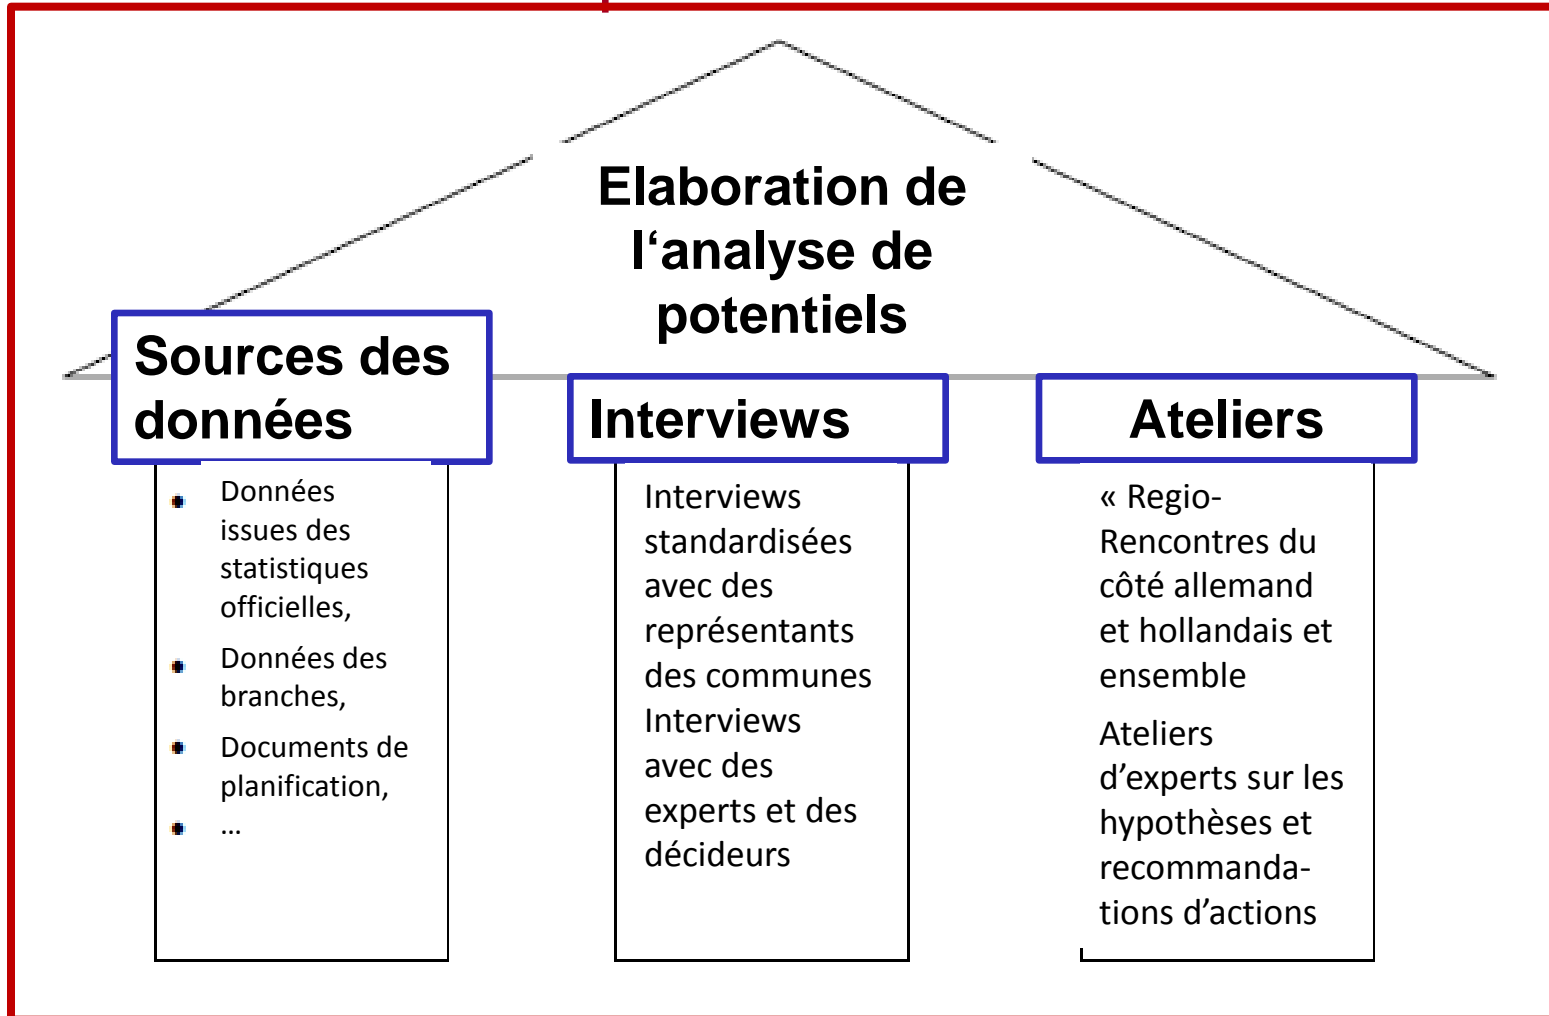 Elaboration de
l‘analyse de
potentiels
Sources des
données
Données
issues des
statistiques
officielles,
Données des
branches,
Documents de
planification,
...
Interviews
Interviews
standardisées
avec des
représentants
des communes
Interviews
avec des
experts et des
décideurs
Ateliers
« Regio-
Rencontres du
côté allemand
et hollandais et
ensemble
Ateliers
d’experts sur les
hypothèses et
recommanda-
tions d’actions